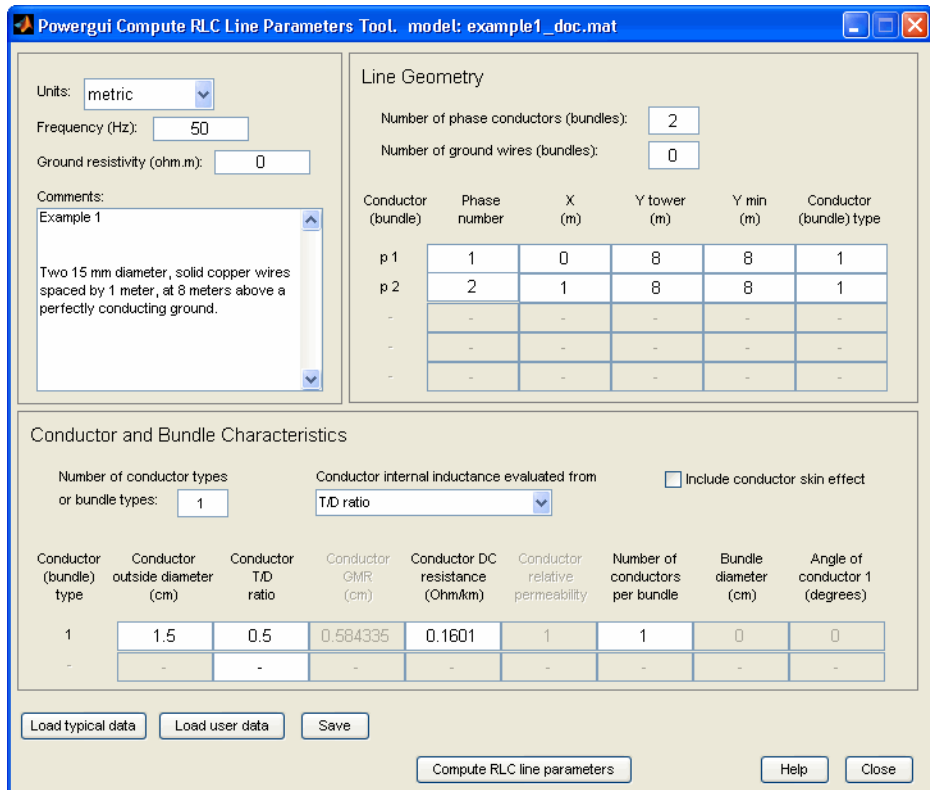 Powergui Compute RLC Line Parameters Tool. model: example1_doc.mat
Units: metric
Frequency (Hz): 50
Ground resistivity (ohm.m): 0
Comments:
Example 1
Two 15 mm diameter, solid copper wires
spaced by 1 meter, at 8 meters above a
perfectly conducting ground.
Line Geometry
Number of phase conductors (bundles): 2
Number of ground wires (bundles): 0
Conductor Phase X Y tower Y min Conductor
(bundle) number (m) (m) (m) (bundle) type
p 1 1 0 8 8 1
p 2 2 1 8 8 1
- - - - - -
- - - - - -
- - - - - -
Conductor and Bundle Characteristics
Number of conductor types
or bundle types: 1
Conductor internal inductance evaluated from
T/D ratio
Include conductor skin effect
Conductor Conductor Conductor Conductor Conductor DC Conductor Number of Bundle Angle of
(bundle) outside diameter T/D GMR resistance relative conductors diameter conductor 1
type (cm) ratio (cm) (Ohm/km) permeability per bundle (cm) (degrees)
1 1.5 0.5 0.584335 0.1601 1 1 0 0
- - - - - - - - -
Load typical data Load user data Save
Compute RLC line parameters Help Close